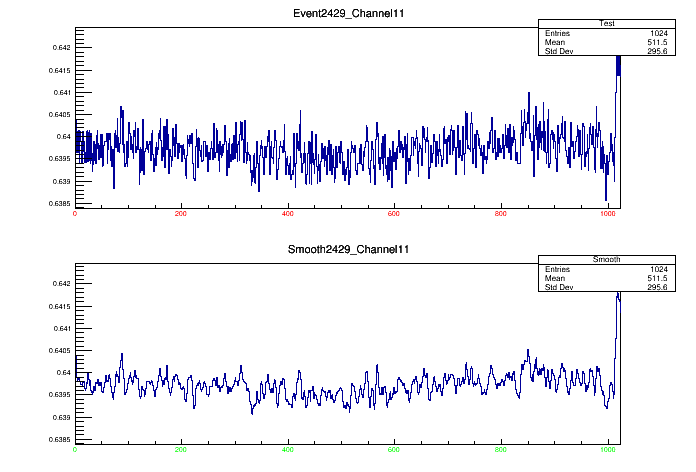 Event2429_Channel11
Test
Entries 1024
Mean 511.5
Std Dev 295.6
0.642
0.6415
0.641
0.6405
0.64
0.6395
0.639
0.6385
0 200 400 600 800 1000
Smooth2429_Channel11
Smooth
Entries 1024
Mean 511.5
Std Dev 295.6
0.642
0.6415
0.641
0.6405
0.64
0.6395
0.639
0.6385
0 200 400 600 800 1000